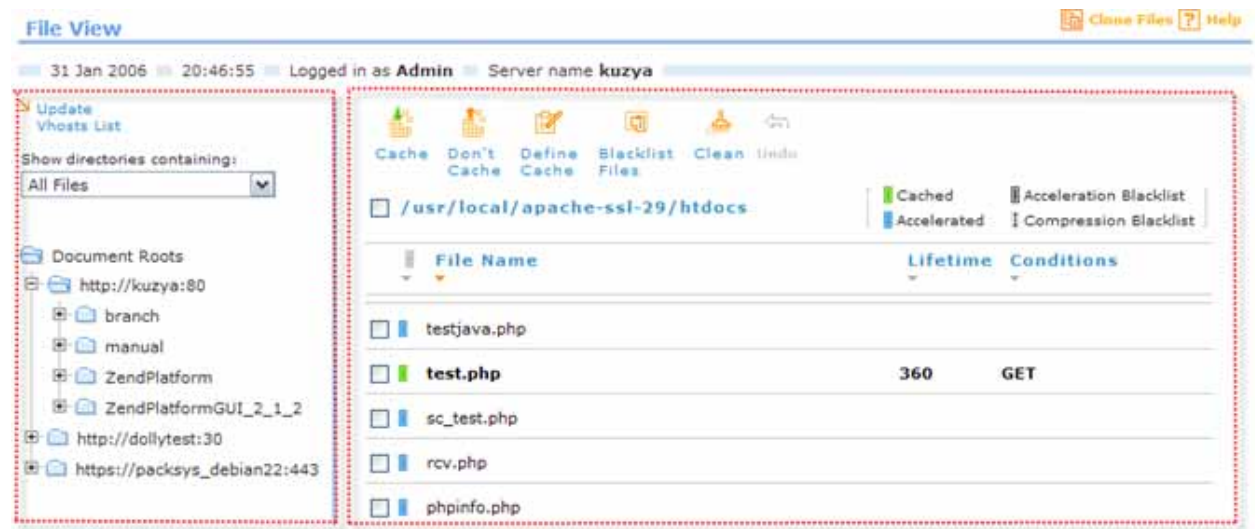 File View
Clone Files ? Help
31 Jan 2006 20:46:55 Logged in as Admin Server name kuzya
Update
Vhosts List
Show directories containing:
All Files
Document Roots
http://kuzya:80
branch
manual
ZendPlatform
ZendPlatformGUI_2_1_2
http://dollytest:30
https://packsys_debian22:443
Cache
Don't
Cache
Define
Cache
Blacklist
Files
Clean
Undo
/usr/local/apache-ssl-29/htdocs
Cached
Acceleration Blacklist
Accelerated
Compression Blacklist
File Name Lifetime Conditions
testjava.php
test.php 360 GET
sc_test.php
rcv.php
phpinfo.php